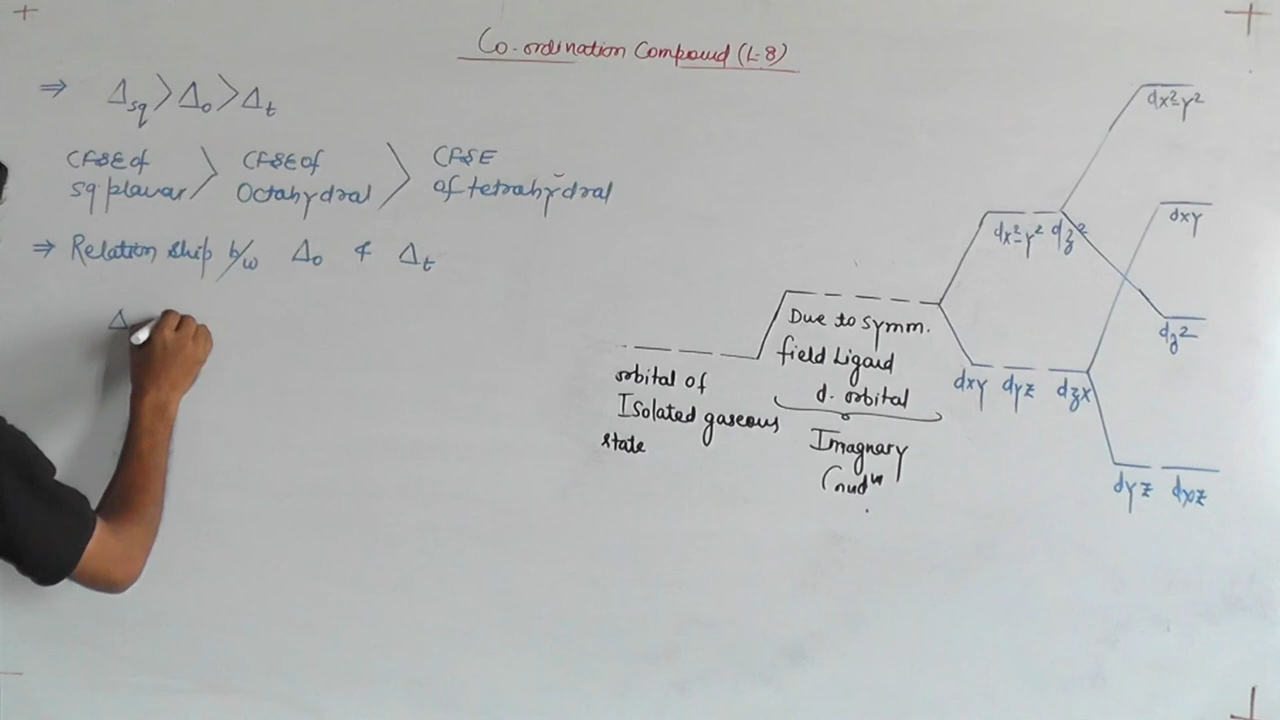 Co-ordination Compoud (L-8)
⇒ Δsq > Δo > Δt
CFSE of sq planar > CFSE of Octahydral > CFSE of tetrahydral
⇒ Relation ship b/w Δo & Δt
Δ
orbital of
Isolated gaseous
state
Due to symm.
field Ligand
d. orbital
Imagnary
dx²-y² dz²
dxy dyz dzx
dx²-y²
dxy
dz²
dyz dxz